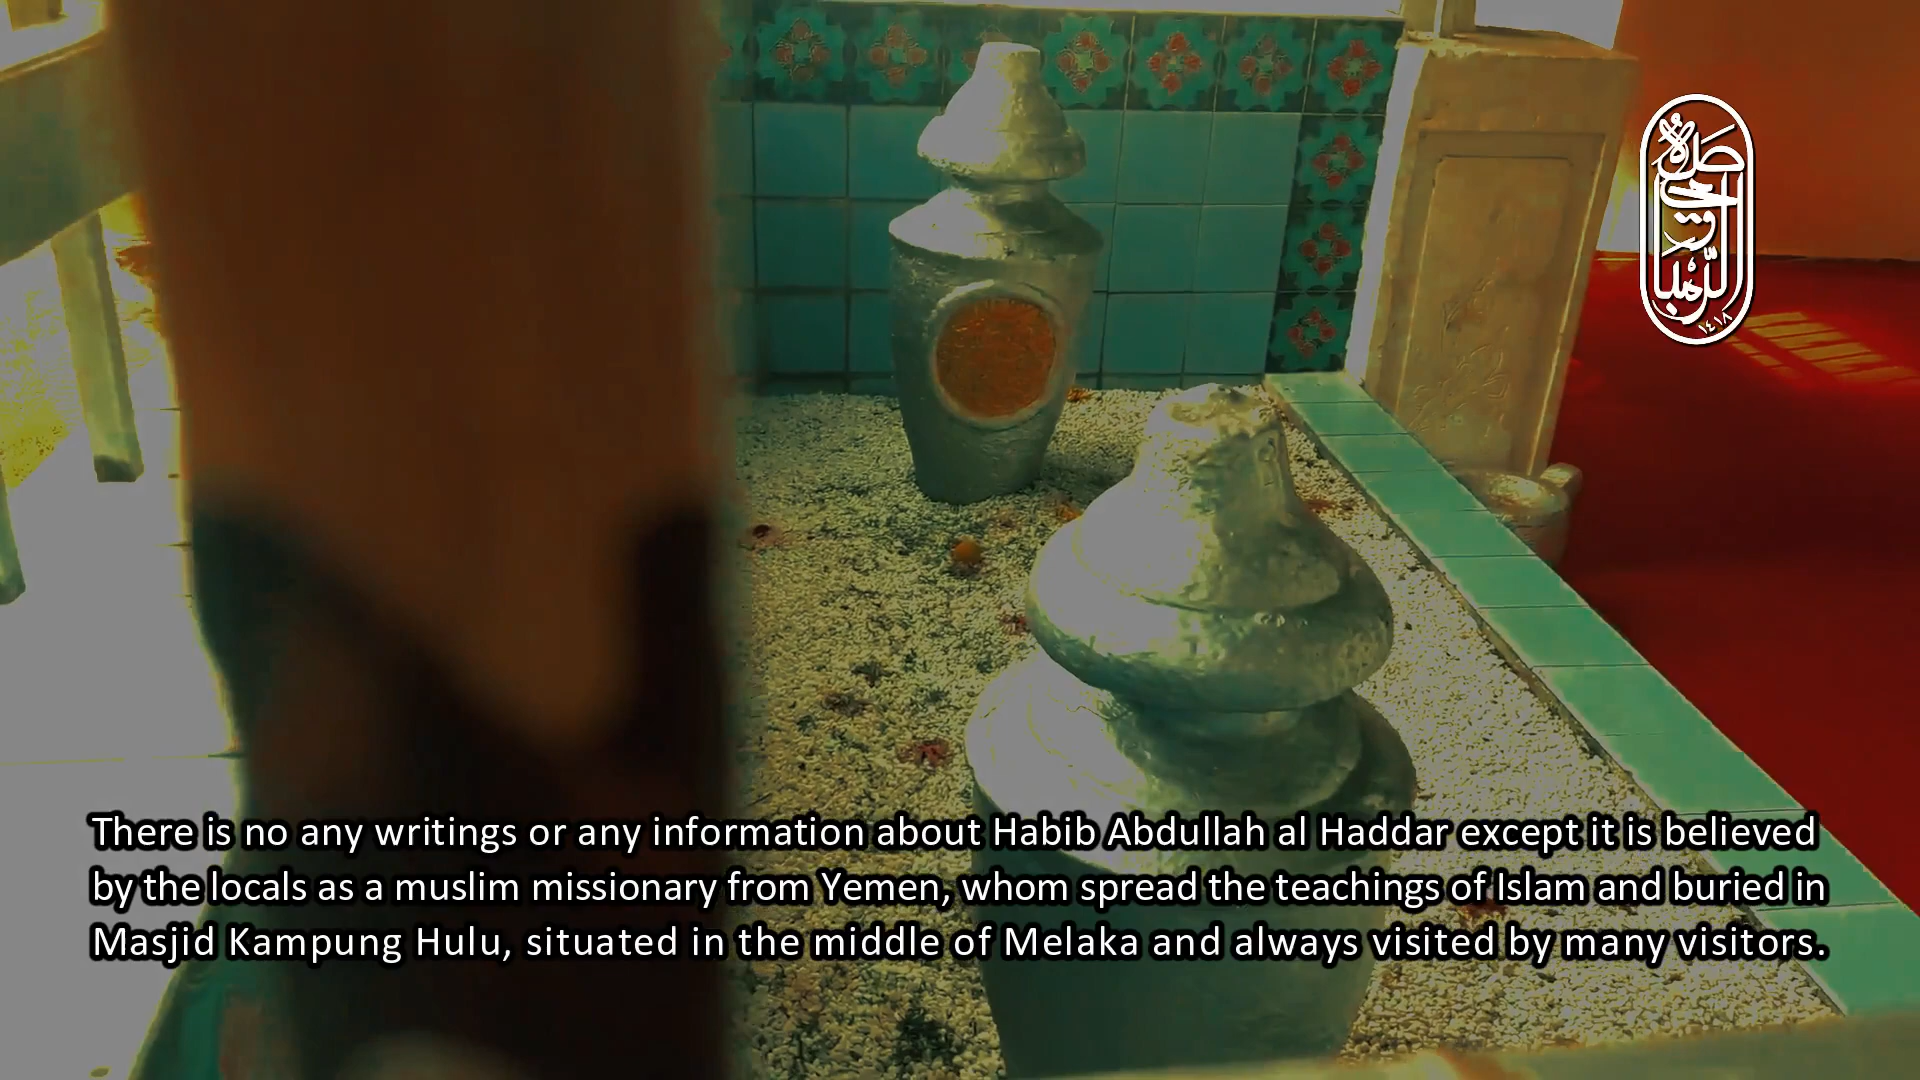 There is no any writings or any information about Habib Abdullah al Haddar except it is believed
by the locals as a muslim missionary from Yemen, whom spread the teachings of Islam and buried in
Masjid Kampung Hulu, situated in the middle of Melaka and always visited by many visitors.
١٤١٨